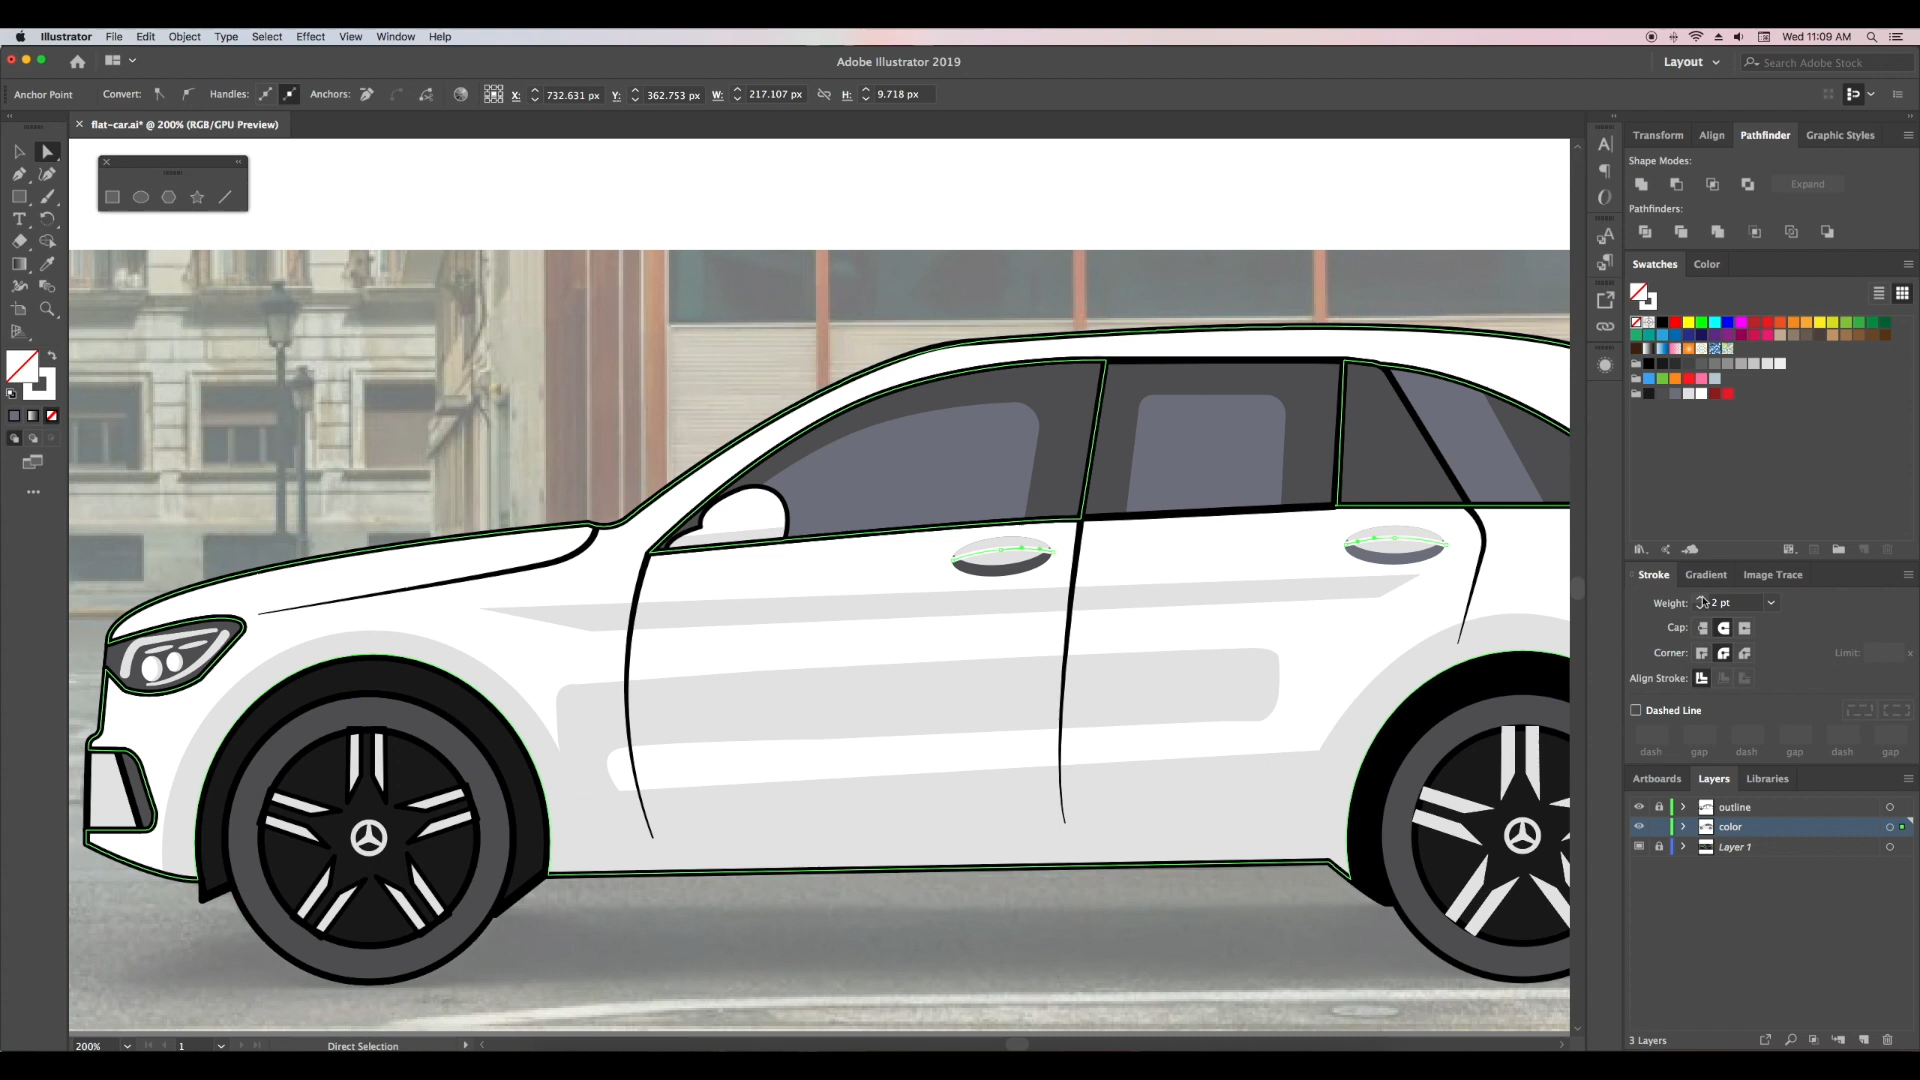 Illustrator File Edit Object Type Select Effect View Window Help
Wed 11:09 AM
Adobe Illustrator 2019
Layout
Search Adobe Stock
Anchor Point
Convert:
Handles:
Anchors:
X: 732.631 px
Y: 362.753 px
W: 217.107 px
H: 9.718 px
flat-car.ai* @ 200% (RGB/GPU Preview)
Transform Align Pathfinder Graphic Styles
Shape Modes:
Expand
Pathfinders:
Swatches Color
Stroke Gradient Image Trace
Weight: 2 pt
Cap:
Corner:
Limit: x
Align Stroke:
Dashed Line
dash gap dash gap dash gap
Artboards Layers Libraries
outline
color
Layer 1
3 Layers
200%
1
Direct Selection